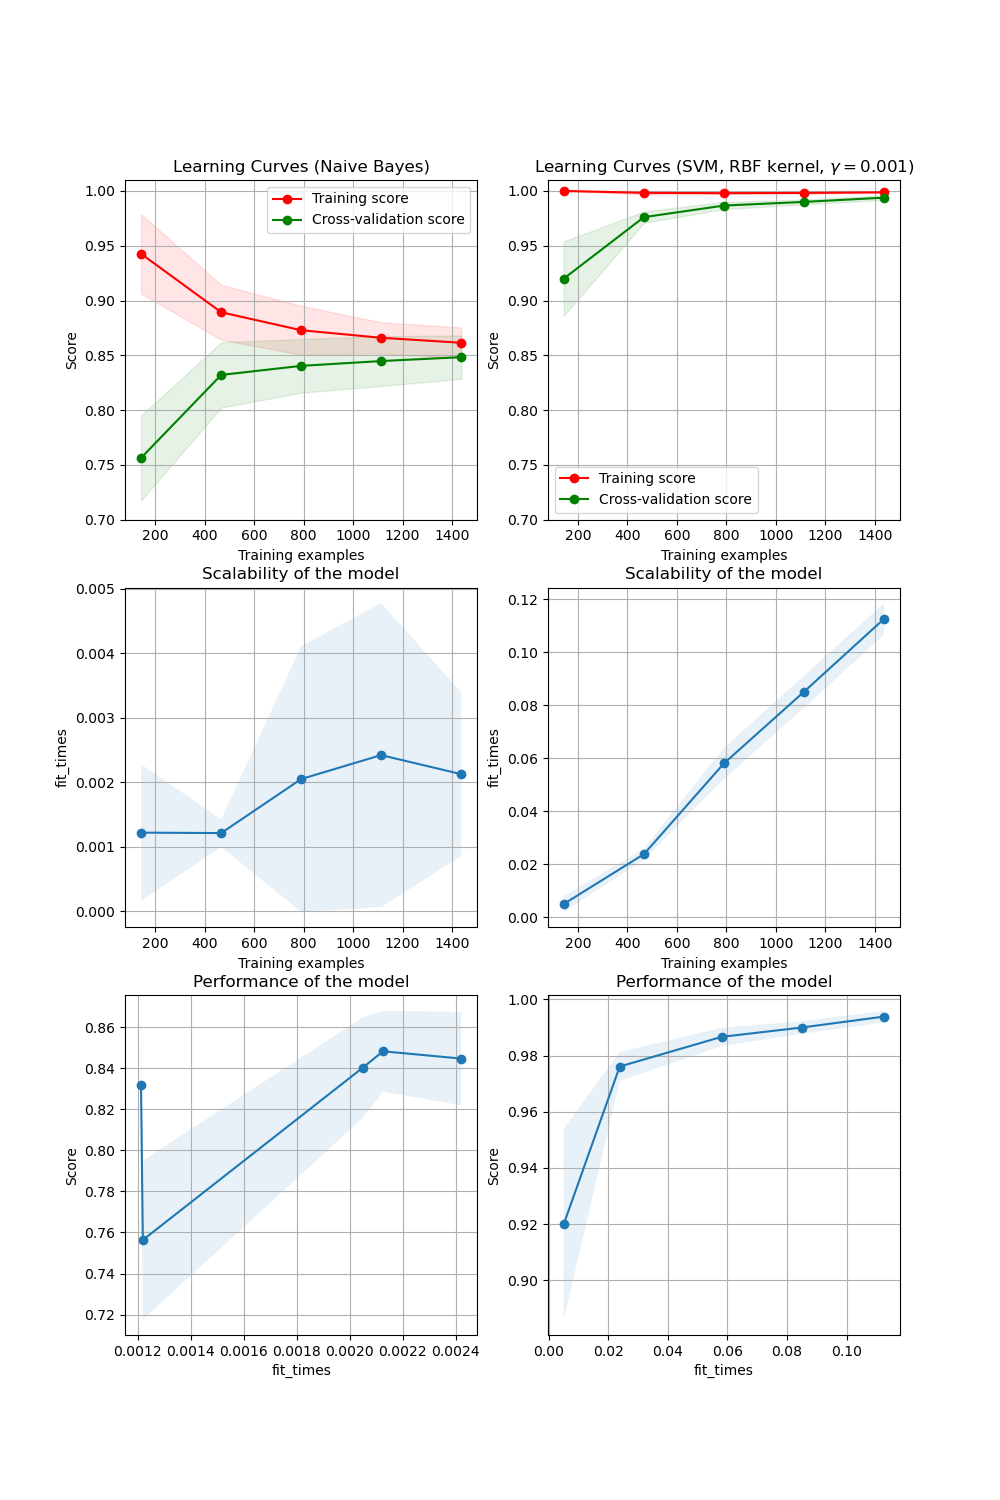 Learning Curves (Naive Bayes)
1.00
0.95
0.90
0.85
0.80
0.75
0.70
Score
Training score
Cross-validation score
200 400 600 800 1000 1200 1400
Training examples
Learning Curves (SVM, RBF kernel, γ = 0.001)
1.00
0.95
0.90
0.85
0.80
0.75
0.70
Score
Training score
Cross-validation score
200 400 600 800 1000 1200 1400
Training examples
Scalability of the model
0.005
0.004
0.003
0.002
0.001
0.000
fit_times
200 400 600 800 1000 1200 1400
Training examples
Scalability of the model
0.12
0.10
0.08
0.06
0.04
0.02
0.00
fit_times
200 400 600 800 1000 1200 1400
Training examples
Performance of the model
0.86
0.84
0.82
0.80
0.78
0.76
0.74
0.72
Score
0.0012 0.0014 0.0016 0.0018 0.0020 0.0022 0.0024
fit_times
Performance of the model
1.00
0.98
0.96
0.94
0.92
0.90
Score
0.00 0.02 0.04 0.06 0.08 0.10
fit_times